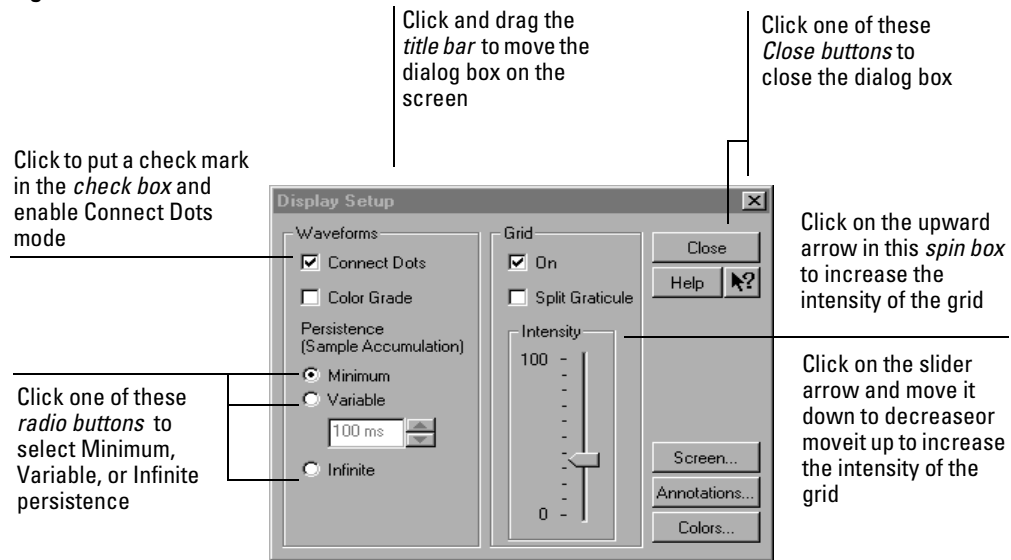 Click and drag the
title bar to move the
dialog box on the
screen
Click one of these
Close buttons to
close the dialog box
Click to put a check mark
in the check box and
enable Connect Dots
mode
Click one of these
radio buttons to
select Minimum,
Variable, or Infinite
persistence
Display Setup
Waveforms
Connect Dots
Color Grade
Persistence
(Sample Accumulation)
Minimum
Variable
100 ms
Infinite
Grid
On
Split Graticule
Intensity
100
0
Close
Help
?
Screen...
Annotations...
Colors...
Click on the upward
arrow in this spin box
to increase the
intensity of the grid
Click on the slider
arrow and move it
down to decreaseor
moveit up to increase
the intensity of the
grid